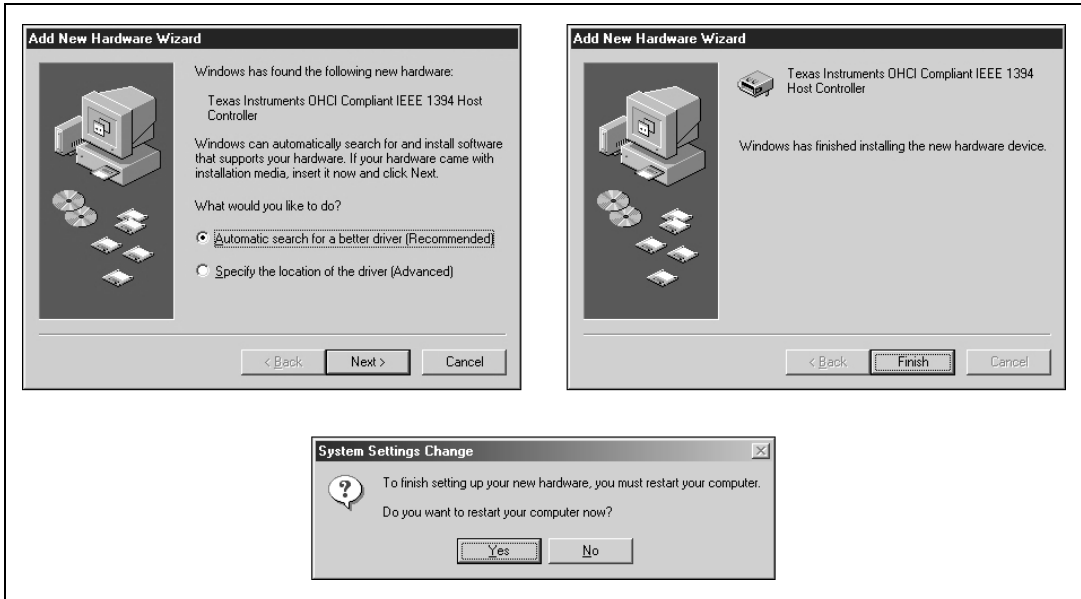 Add New Hardware Wizard
Windows has found the following new hardware:
Texas Instruments OHCI Compliant IEEE 1394 Host
Controller
Windows can automatically search for and install software
that supports your hardware. If your hardware came with
installation media, insert it now and click Next.
What would you like to do?
Automatic search for a better driver (Recommended)
Specify the location of the driver (Advanced)
< Back
Next >
Cancel
Add New Hardware Wizard
Texas Instruments OHCI Compliant IEEE 1394
Host Controller
Windows has finished installing the new hardware device.
< Back
Finish
Cancel
System Settings Change
To finish setting up your new hardware, you must restart your computer.
Do you want to restart your computer now?
Yes
No